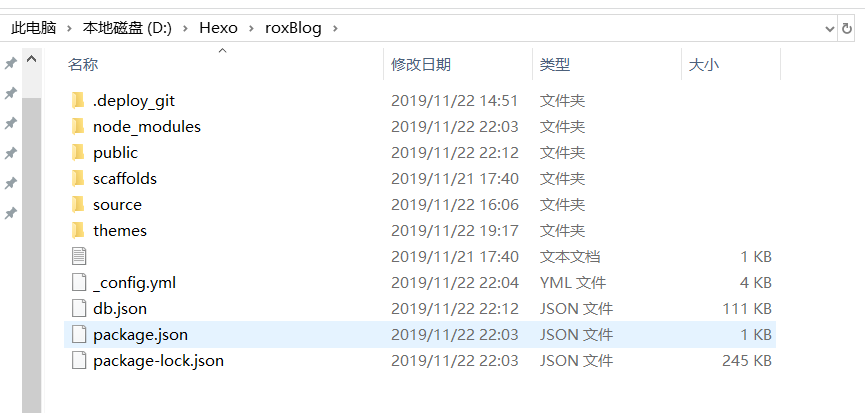 此电脑 › 本地磁盘 (D:) › Hexo › roxBlog ›
名称 修改日期 类型 大小
.deploy_git 2019/11/22 14:51 文件夹
node_modules 2019/11/22 22:03 文件夹
public 2019/11/22 22:12 文件夹
scaffolds 2019/11/21 17:40 文件夹
source 2019/11/22 16:06 文件夹
themes 2019/11/22 19:17 文件夹
2019/11/21 17:40 文本文档 1 KB
_config.yml 2019/11/22 22:04 YML 文件 4 KB
db.json 2019/11/22 22:12 JSON 文件 111 KB
package.json 2019/11/22 22:03 JSON 文件 1 KB
package-lock.json 2019/11/22 22:03 JSON 文件 245 KB